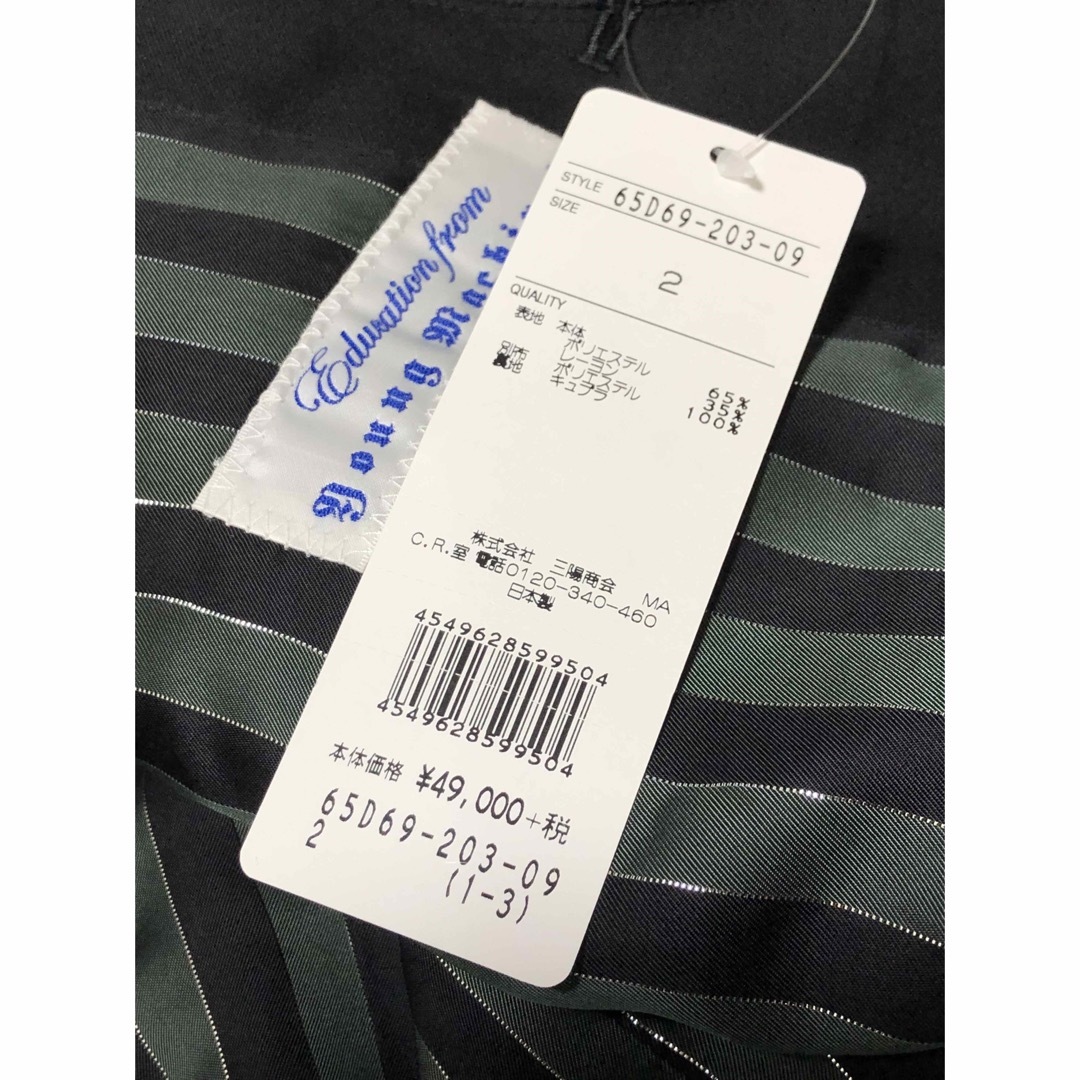 Education from
Young Machin
STYLE 65D69-203-09
SIZE
2
QUALITY
表地 本体
ポリエステル 65%
レーヨン 35%
別布 ポリエステル 100%
裏地 キュプラ
株式会社 三陽商会 MA
C.R.室 電話0120-340-460
日本製
4549628599504
4549628599504
本体価格 ¥49,000+税
65D69-203-09
2
(1-3)